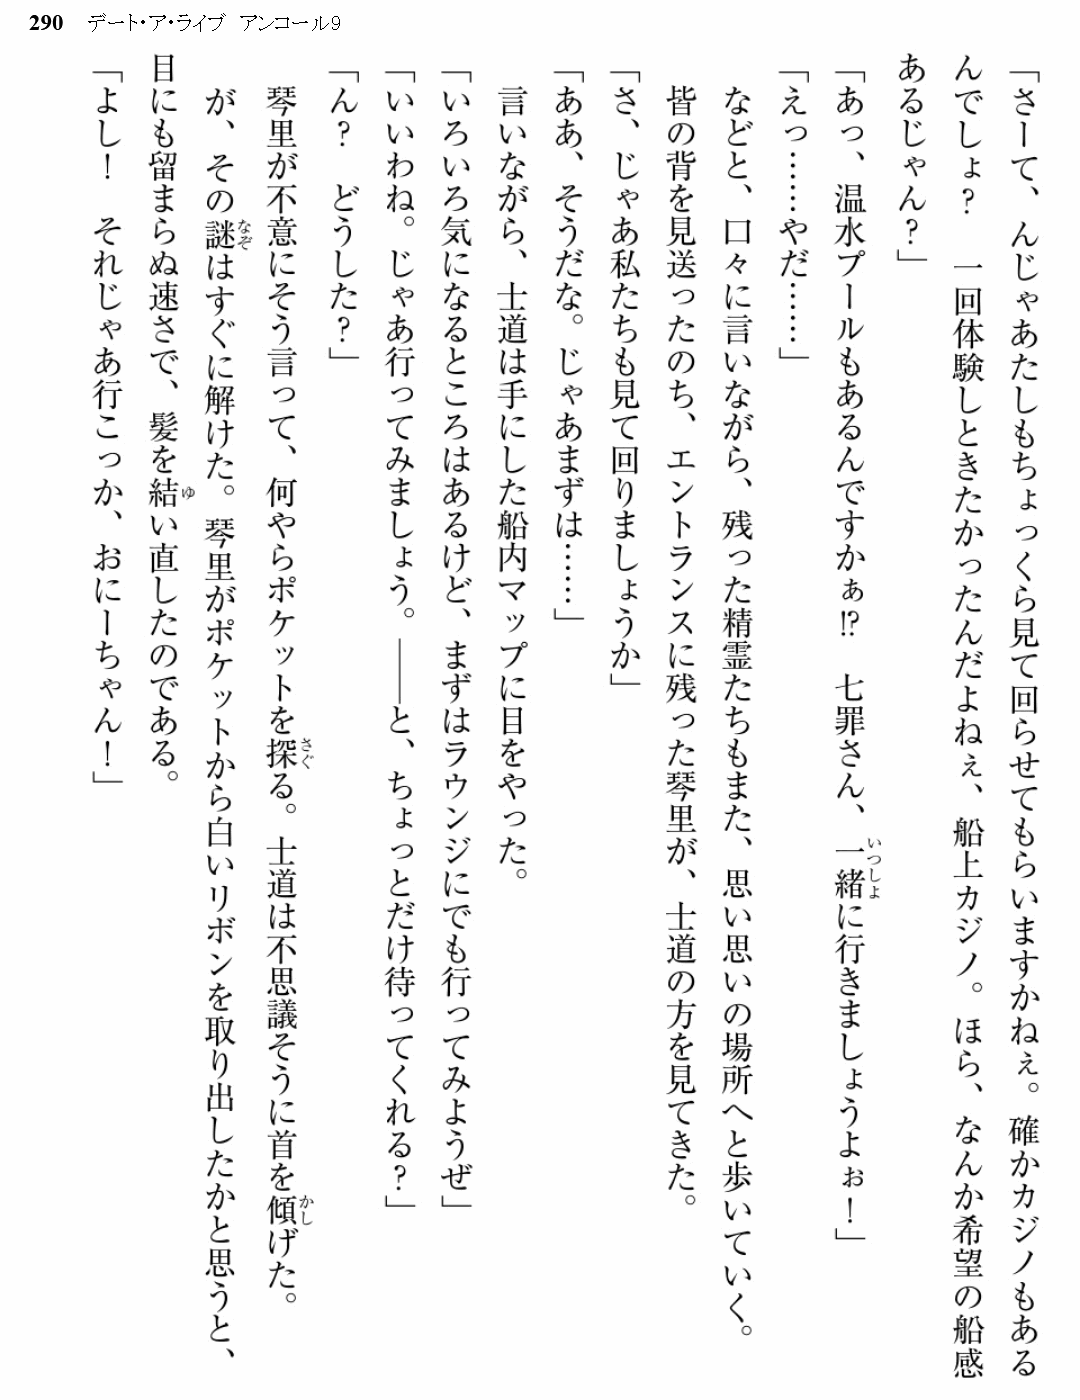 290 デート・ア・ライブ アンコール9
「さーて、んじゃあたしもちょっくら見て回らせてもらいますかねぇ。確かカジノもある
んでしょ？ 一回体験しときたかったんだよねぇ、船上カジノ。ほら、なんか希望の船感
あるじゃん？」
「あっ、温水プールもあるんですかぁ!? 七罪さん、一緒に行きましょうよぉ！」
「えっ……やだ……」
などと、口々に言いながら、残った精霊たちもまた、思い思いの場所へと歩いていく。
皆の背を見送ったのち、エントランスに残った琴里が、士道の方を見てきた。
「さ、じゃあ私たちも見て回りましょうか」
「ああ、そうだな。じゃあまずは……」
言いながら、士道は手にした船内マップに目をやった。
「いろいろ気になるところはあるけど、まずはラウンジにでも行ってみようぜ」
「いいわね。じゃあ行ってみましょう。――と、ちょっとだけ待ってくれる？」
「ん？ どうした？」
琴里が不意にそう言って、何やらポケットを探る。士道は不思議そうに首を傾げた。
が、その謎はすぐに解けた。琴里がポケットから白いリボンを取り出したかと思うと、
目にも留まらぬ速さで、髪を結い直したのである。
「よし！ それじゃあ行こっか、おにーちゃん！」